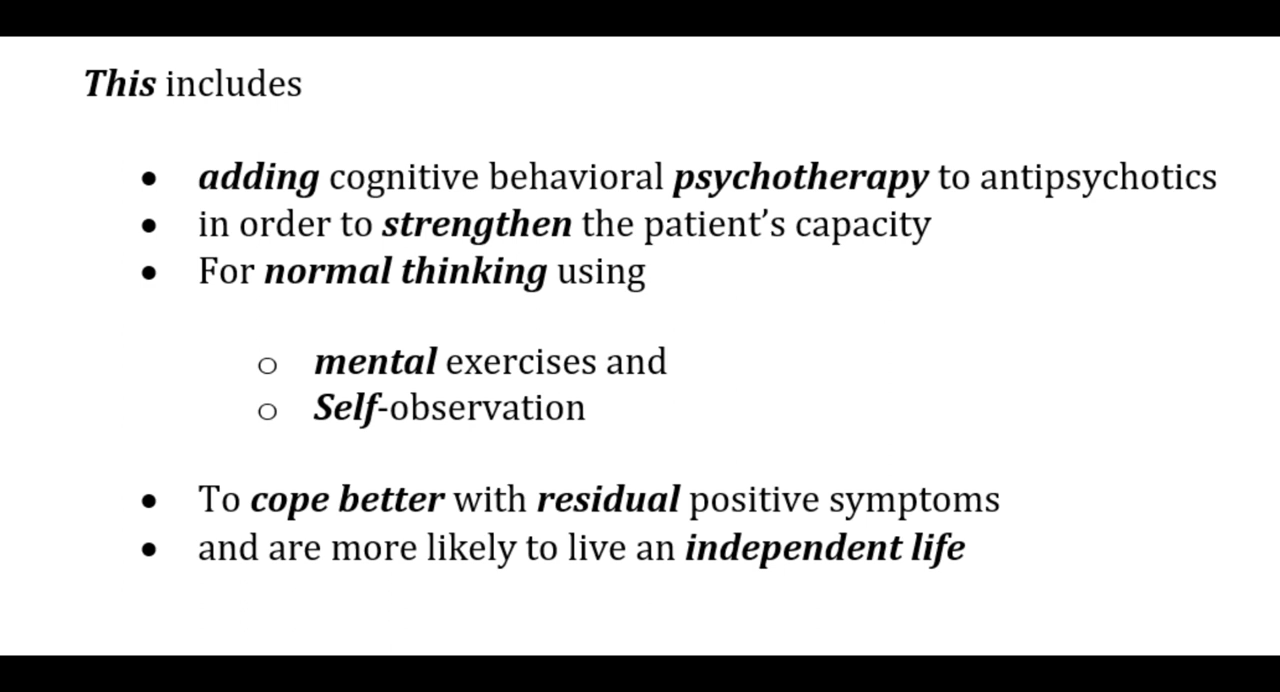 This includes
• adding cognitive behavioral psychotherapy to antipsychotics
• in order to strengthen the patient’s capacity
• For normal thinking using
o mental exercises and
o Self-observation
• To cope better with residual positive symptoms
• and are more likely to live an independent life